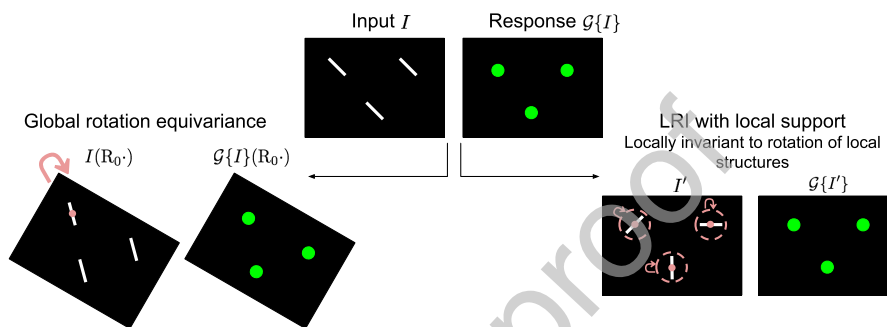 Input I
Response 𝒢{I}
Global rotation equivariance
I(R₀·)
𝒢{I}(R₀·)
LRI with local support
Locally invariant to rotation of local
structures
I′
𝒢{I′}
proof